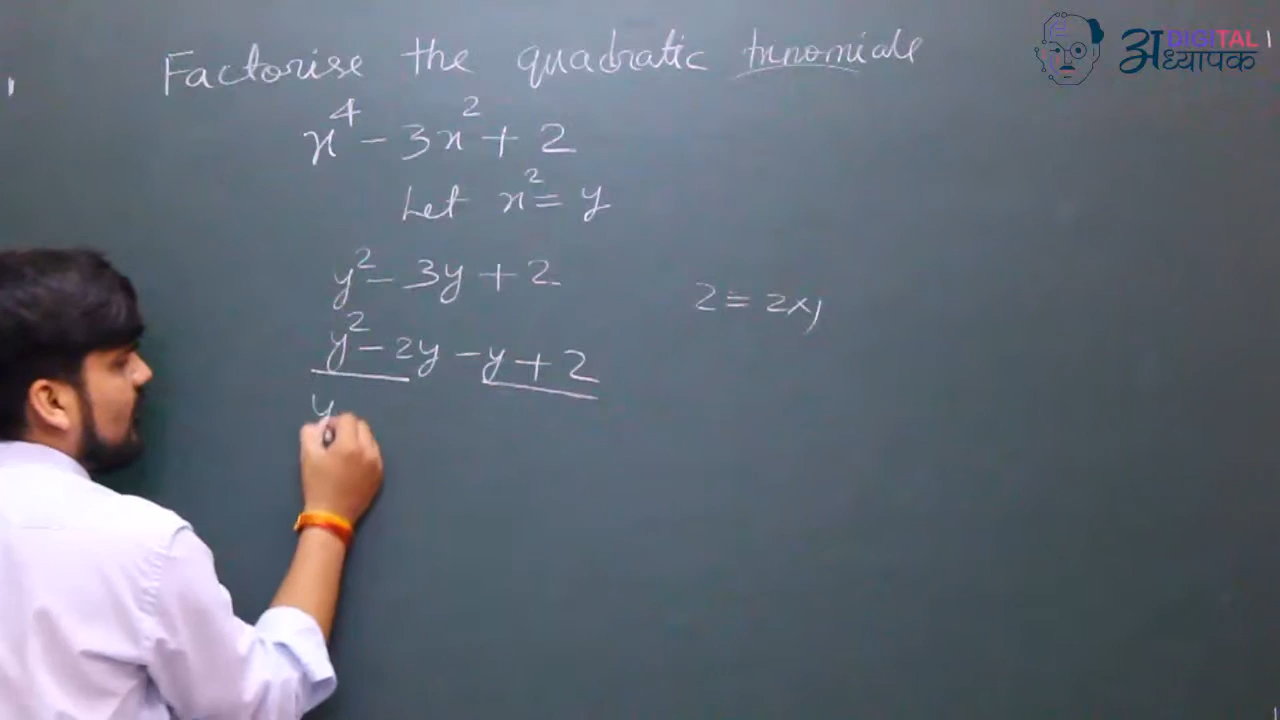 Factorise the quadratic trinomials
x⁴ - 3x² + 2
Let x² = y
y² - 3y + 2
2 = 2×1
y² - 2y - y + 2
y
DIGITAL
अध्यापक